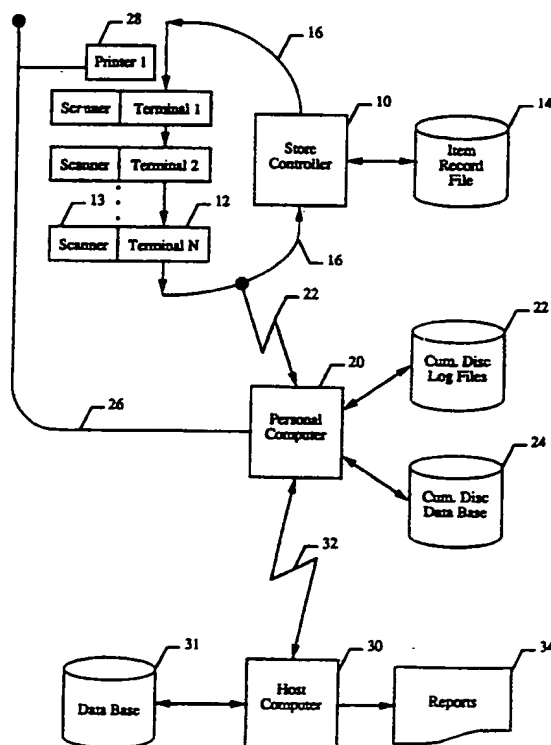 28
16
Printer 1
10
14
Scanner
Terminal 1
Store
Controller
Item
Record
File
Scanner
Terminal 2
13
12
Scanner
Terminal N
16
22
22
20
Cum. Disc
Log Files
Personal
Computer
26
24
Cum. Disc
Data Base
32
31
30
34
Data Base
Host
Computer
Reports